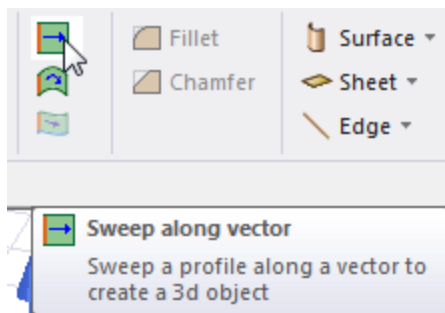 Fillet
Surface
Chamfer
Sheet
Edge
Sweep along vector
Sweep a profile along a vector to
create a 3d object